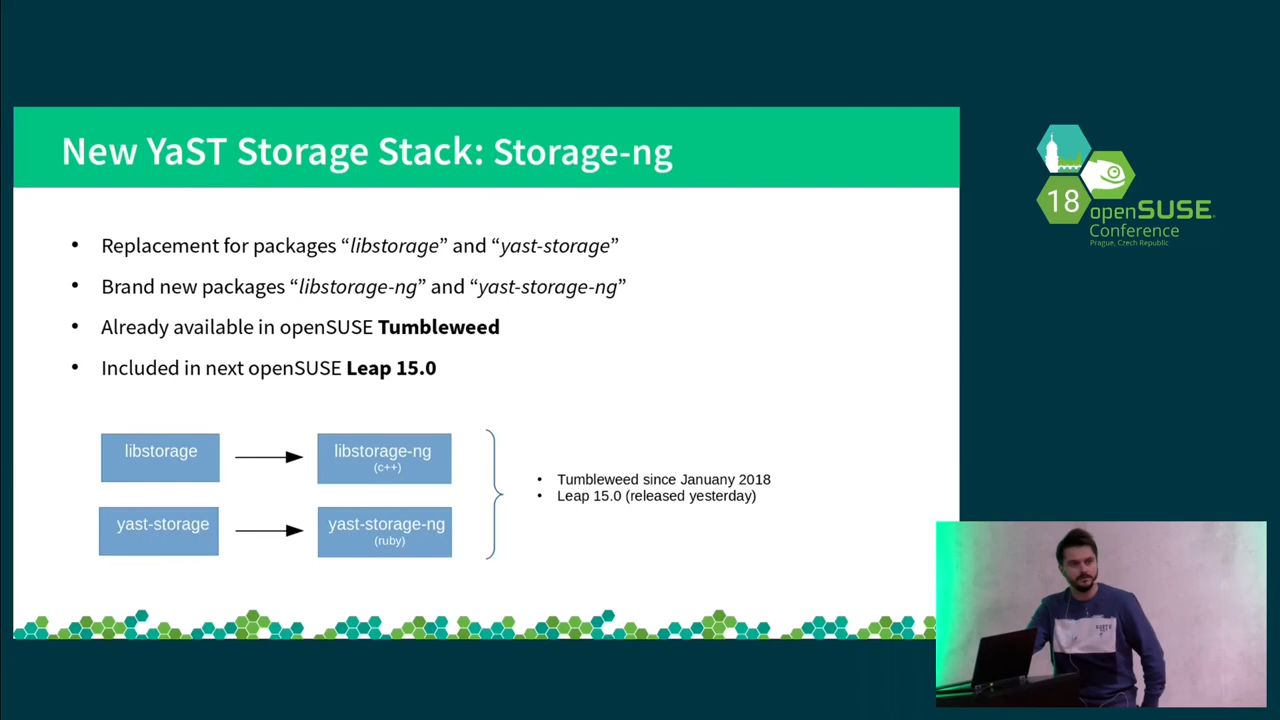 New YaST Storage Stack: Storage-ng
• Replacement for packages “libstorage” and “yast-storage”
• Brand new packages “libstorage-ng” and “yast-storage-ng”
• Already available in openSUSE Tumbleweed
• Included in next openSUSE Leap 15.0
libstorage
libstorage-ng
(c++)
yast-storage
yast-storage-ng
(ruby)
• Tumbleweed since January 2018
• Leap 15.0 (released yesterday)
18
openSUSE
Conference
Prague, Czech Republic